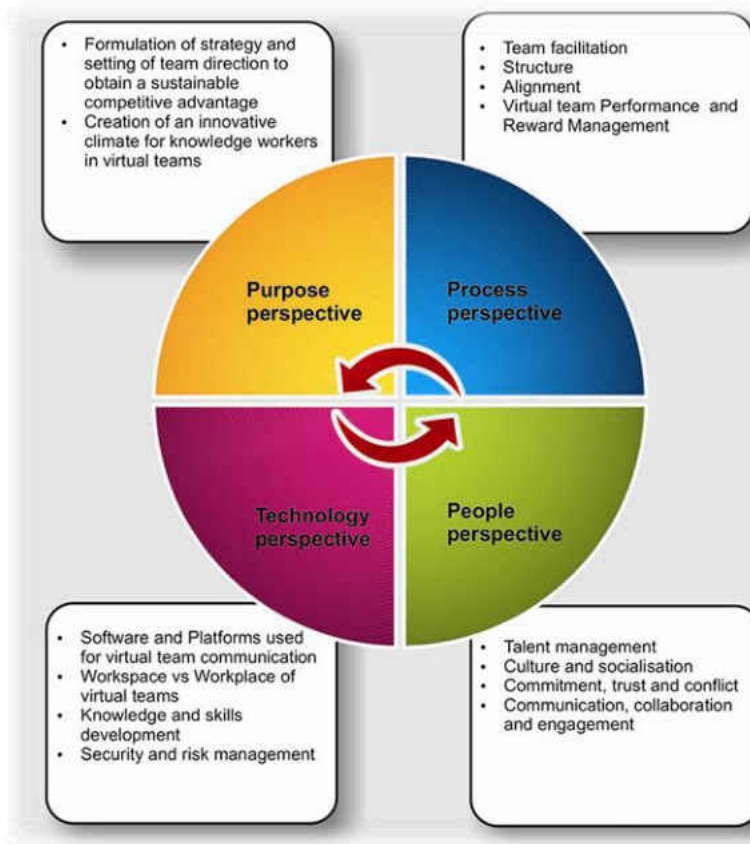 • Formulation of strategy and
setting of team direction to
obtain a sustainable
competitive advantage
• Creation of an innovative
climate for knowledge workers
in virtual teams
• Team facilitation
• Structure
• Alignment
• Virtual team Performance and
Reward Management
Purpose
perspective
Process
perspective
Technology
perspective
People
perspective
• Software and Platforms used
for virtual team communication
• Workspace vs Workplace of
virtual teams
• Knowledge and skills
development
• Security and risk management
• Talent management
• Culture and socialisation
• Commitment, trust and conflict
• Communication, collaboration
and engagement